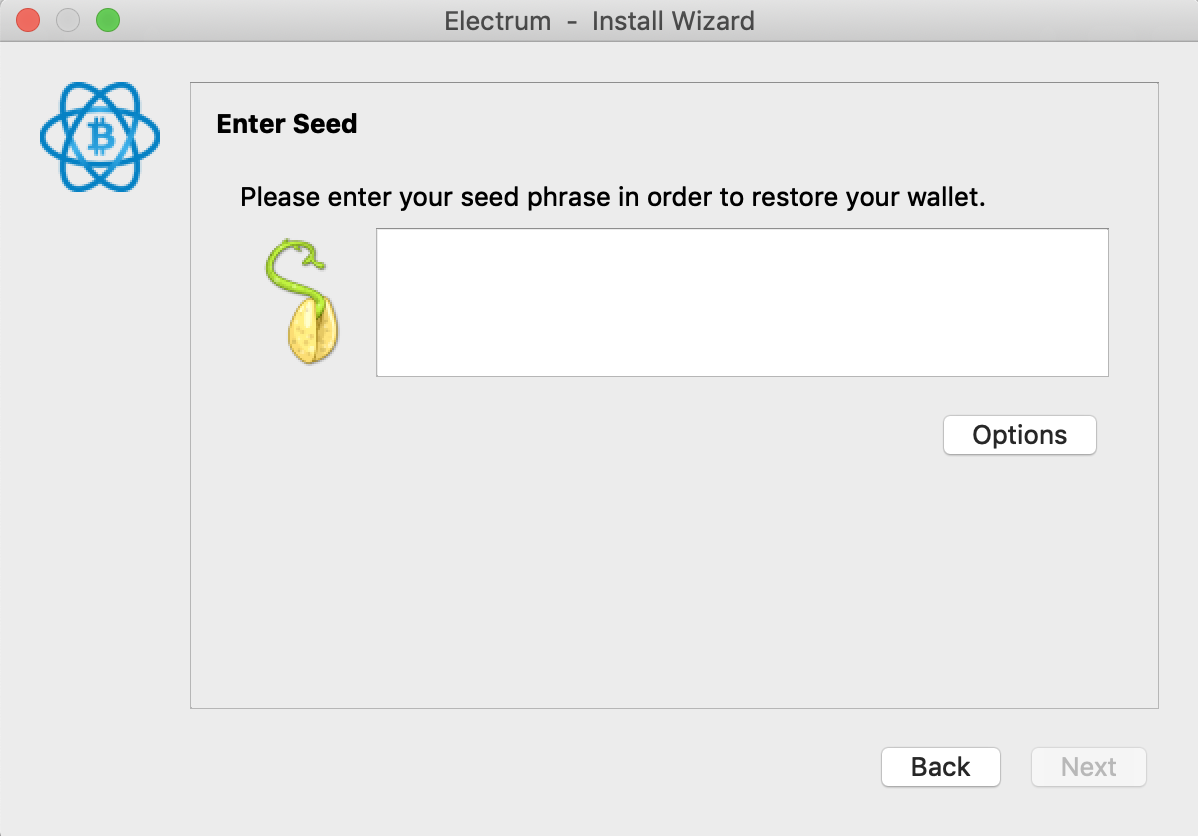 Electrum - Install Wizard
Enter Seed
Please enter your seed phrase in order to restore your wallet.
Options
Back
Next